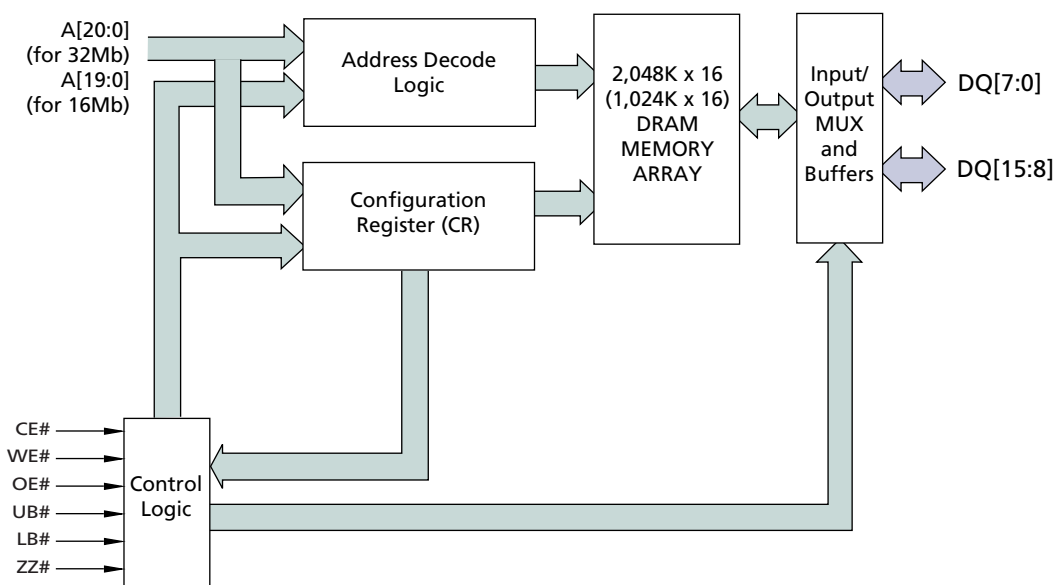 A[20:0]
(for 32Mb)
A[19:0]
(for 16Mb)
Address Decode
Logic
2,048K x 16
(1,024K x 16)
DRAM
MEMORY
ARRAY
Input/
Output
MUX
and
Buffers
DQ[7:0]
DQ[15:8]
Configuration
Register (CR)
CE#
WE#
OE#
UB#
LB#
ZZ#
Control
Logic